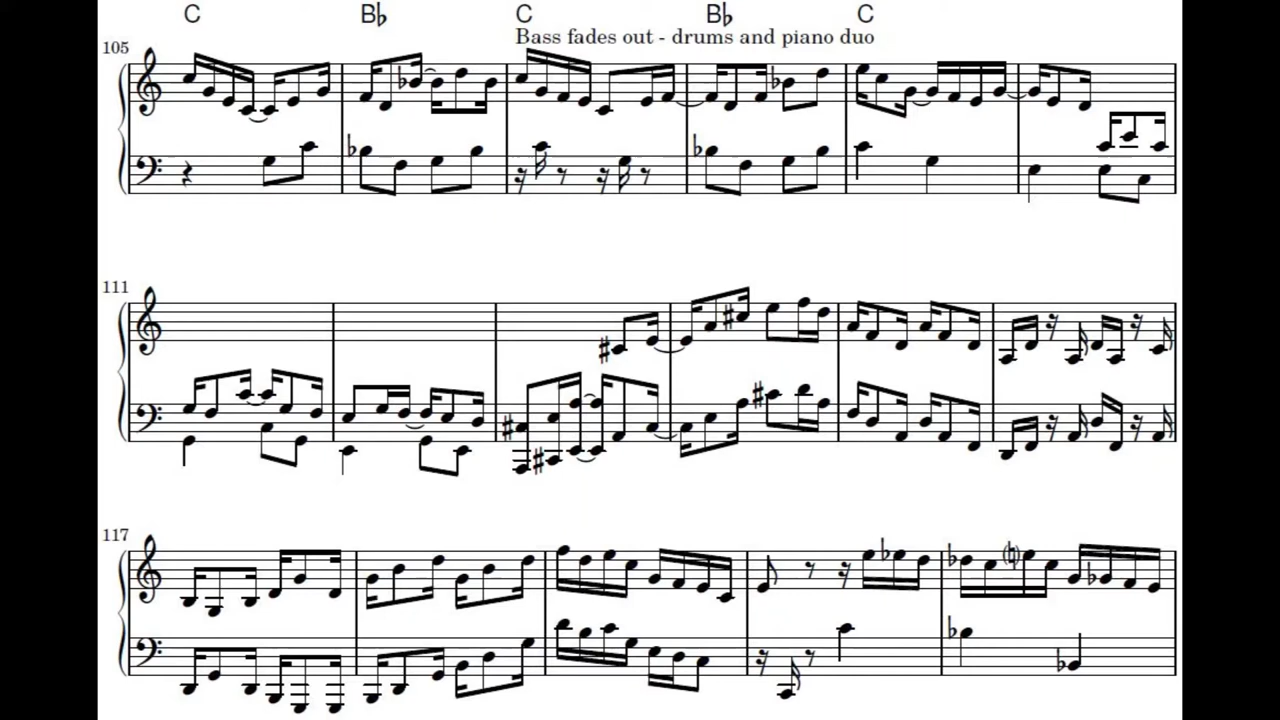 C B♭ C B♭ C
Bass fades out - drums and piano duo
105
111
117